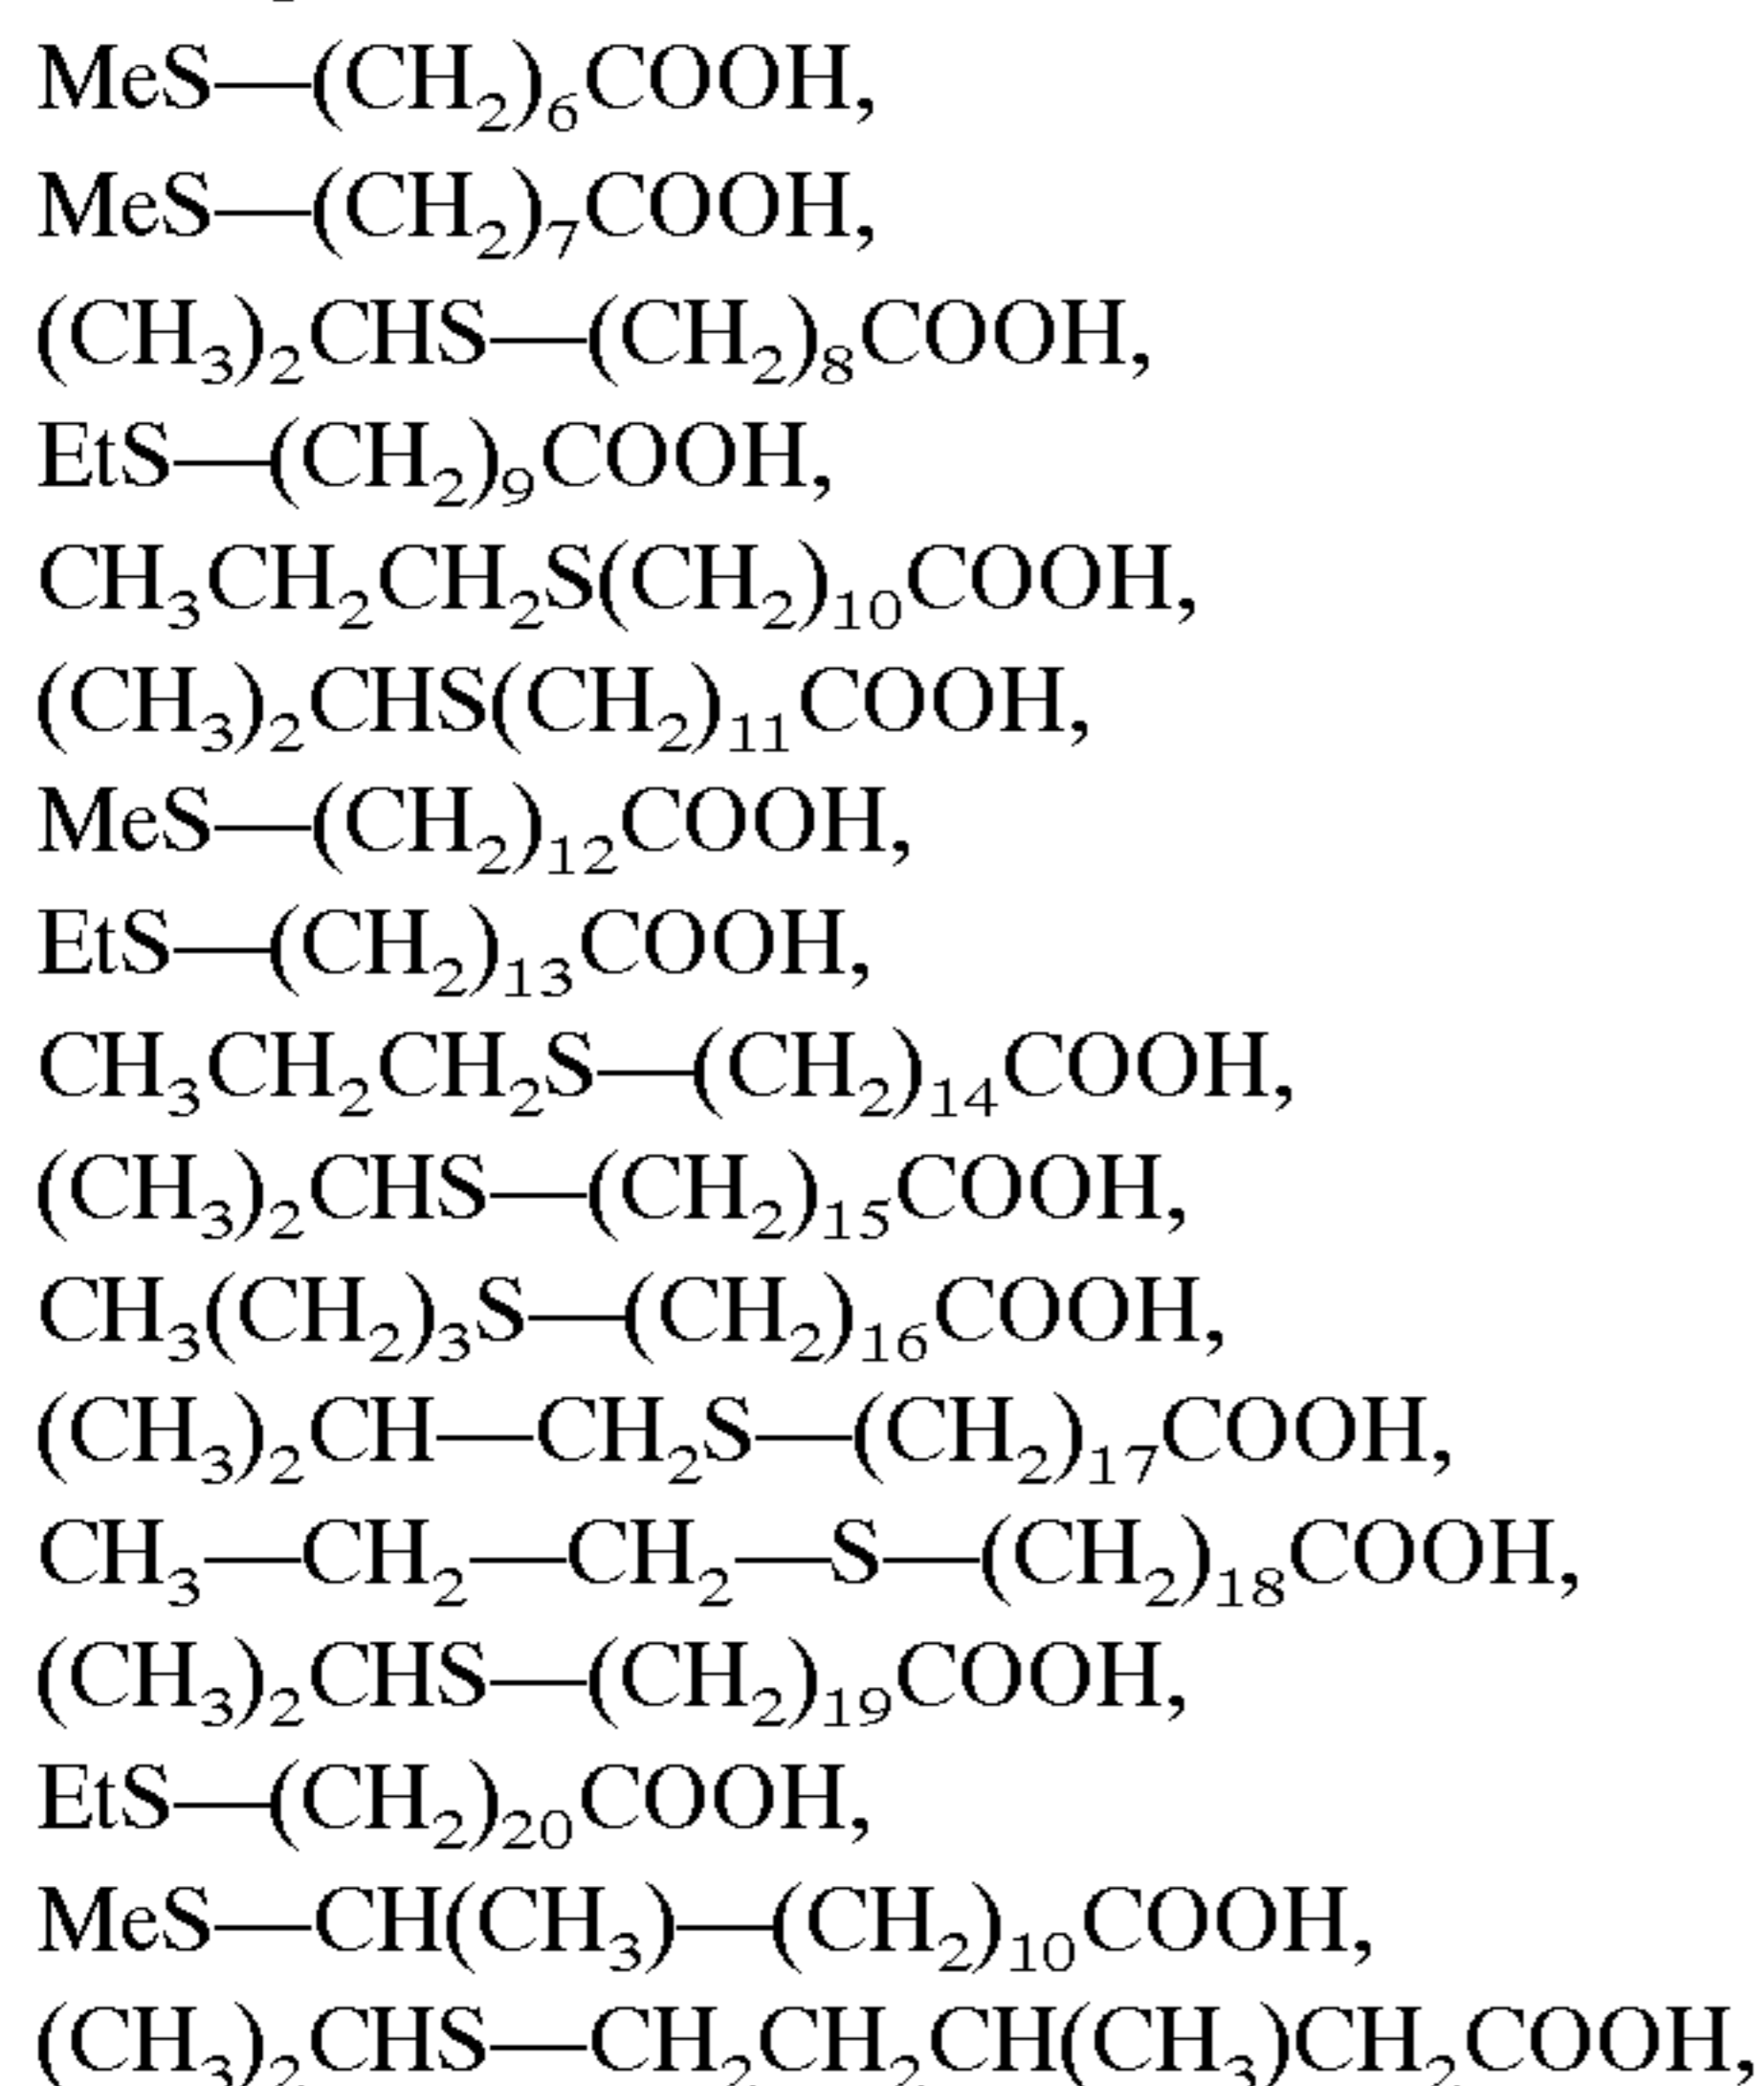 MeS—(CH₂)₆COOH,
MeS—(CH₂)₇COOH,
(CH₃)₂CHS—(CH₂)₈COOH,
EtS—(CH₂)₉COOH,
CH₃CH₂CH₂S(CH₂)₁₀COOH,
(CH₃)₂CHS(CH₂)₁₁COOH,
MeS—(CH₂)₁₂COOH,
EtS—(CH₂)₁₃COOH,
CH₃CH₂CH₂S—(CH₂)₁₄COOH,
(CH₃)₂CHS—(CH₂)₁₅COOH,
CH₃(CH₂)₃S—(CH₂)₁₆COOH,
(CH₃)₂CH—CH₂S—(CH₂)₁₇COOH,
CH₃—CH₂—CH₂—S—(CH₂)₁₈COOH,
(CH₃)₂CHS—(CH₂)₁₉COOH,
EtS—(CH₂)₂₀COOH,
MeS—CH(CH₃)—(CH₂)₁₀COOH,
(CH₃)₂CHS—CH₂CH₂CH(CH₃)CH₂COOH,